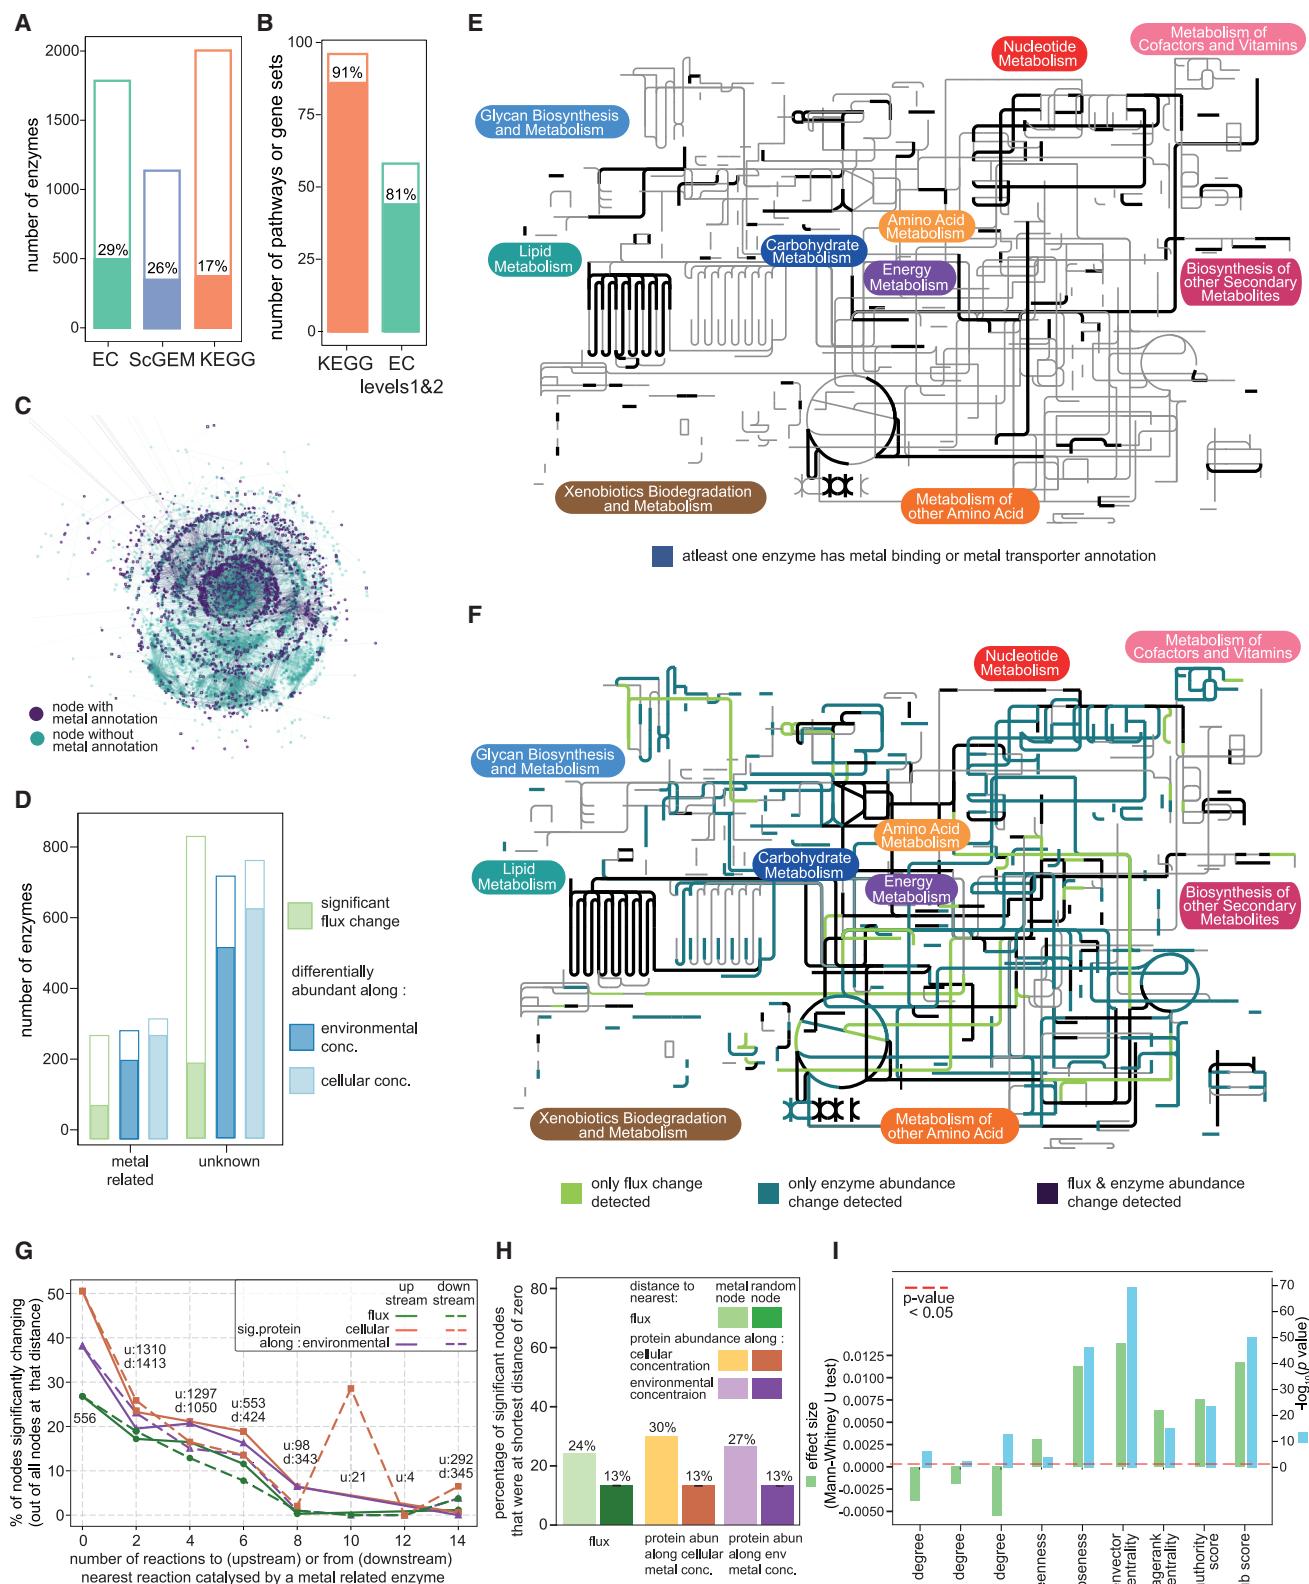 A
number of enzymes
2000
1500
1000
500
0
29%
26%
17%
EC
ScGEM
KEGG
B
number of pathways or gene sets
100
75
50
25
0
91%
81%
KEGG
EC
levels1&2
C
node with
metal annotation
node without
metal annotation
D
number of enzymes
800
600
400
200
0
metal
related
unknown
significant
flux change
differentially
abundant along :
environmental
conc.
cellular conc.
E
Nucleotide
Metabolism
Metabolism of
Cofactors and Vitamins
Glycan Biosynthesis
and Metabolism
Amino Acid
Metabolism
Lipid
Metabolism
Carbohydrate
Metabolism
Energy
Metabolism
Biosynthesis of
other Secondary
Metabolites
Xenobiotics Biodegradation
and Metabolism
Metabolism of
other Amino Acid
atleast one enzyme has metal binding or metal transporter annotation
F
Nucleotide
Metabolism
Metabolism of
Cofactors and Vitamins
Glycan Biosynthesis
and Metabolism
Amino Acid
Metabolism
Lipid
Metabolism
Carbohydrate
Metabolism
Energy
Metabolism
Biosynthesis of
other Secondary
Metabolites
Xenobiotics Biodegradation
and Metabolism
Metabolism of
other Amino Acid
only flux change
detected
only enzyme abundance
change detected
flux & enzyme abundance
change detected
G
% of nodes significantly changing
(out of all nodes at that distance)
50
40
30
20
10
0
up
stream
down
stream
flux
sig.protein
cellular
along :
environmental
556
u:1310
d:1413
u:1297
d:1050
u:553
d:424
u:98
d:343
u:21
u:4
u:292
d:345
0
2
4
6
8
10
12
14
number of reactions to (upstream) or from (downstream)
nearest reaction catalysed by a metal related enzyme
H
percentage of significant nodes
that were at shortest distance of zero
80
60
40
20
0
distance to
nearest:
metal
node
random
node
flux
protein abundance along :
cellular
concentration
environmental
concentraion
24%
13%
30%
13%
27%
13%
flux
protein abun
along cellular
metal conc.
protein abun
along env
metal conc.
I
p-value
< 0.05
effect size
(Mann-Whitney U test)
0.0125
0.0100
0.0075
0.0050
0.0025
0.0000
-0.0025
-0.0050
70
60
50
40
30
20
10
0
-log₁₀(p value)
degree
degree
degree
eenness
oseness
envector
entrality
agerank
entrality
authority
score
b score